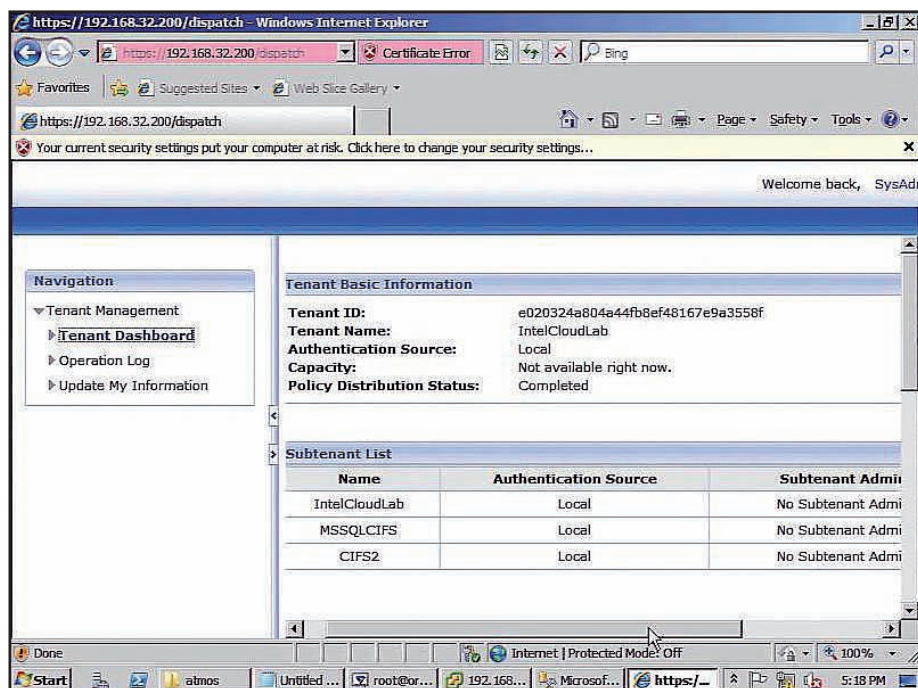 https://192.168.32.200/dispatch - Windows Internet Explorer
https://192.168.32.200/dispatch Certificate Error Bing
Favorites Suggested Sites Web Slice Gallery
https://192.168.32.200/dispatch Page Safety Tools
Your current security settings put your computer at risk. Click here to change your security settings... x
Welcome back, SysAd
Navigation
Tenant Management
Tenant Dashboard
Operation Log
Update My Information
Tenant Basic Information
Tenant ID: e020324a804a44fb8ef48167e9a3558f
Tenant Name: IntelCloudLab
Authentication Source: Local
Capacity: Not available right now.
Policy Distribution Status: Completed
Subtenant List
Name Authentication Source Subtenant Admi
IntelCloudLab Local No Subtenant Admi
MSSQLCIFS Local No Subtenant Admi
CIFS2 Local No Subtenant Admi
Done Internet | Protected Mode: Off 100%
Start atmos Untitled ... root@or... 192.168... Microsof... https:/... 5:18 PM